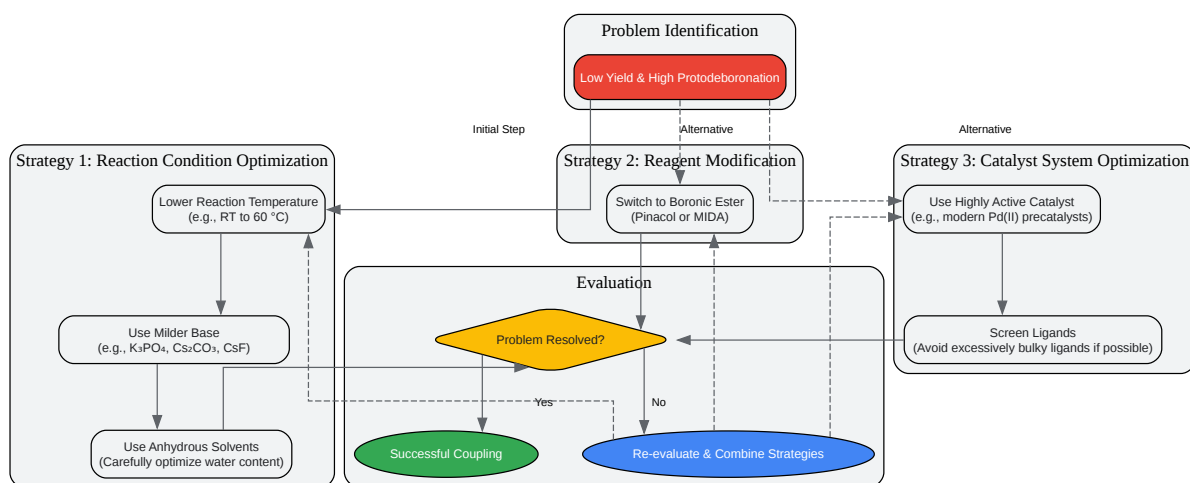 Problem Identification
Low Yield & High Protodeboronation
Initial Step
Alternative
Alternative
Strategy 1: Reaction Condition Optimization
Lower Reaction Temperature
(e.g., RT to 60 °C)
Use Milder Base
(e.g., K₃PO₄, Cs₂CO₃, CsF)
Use Anhydrous Solvents
(Carefully optimize water content)
Strategy 2: Reagent Modification
Switch to Boronic Ester
(Pinacol or MIDA)
Strategy 3: Catalyst System Optimization
Use Highly Active Catalyst
(e.g., modern Pd(II) precatalysts)
Screen Ligands
(Avoid excessively bulky ligands if possible)
Evaluation
Problem Resolved?
Yes
No
Successful Coupling
Re-evaluate & Combine Strategies